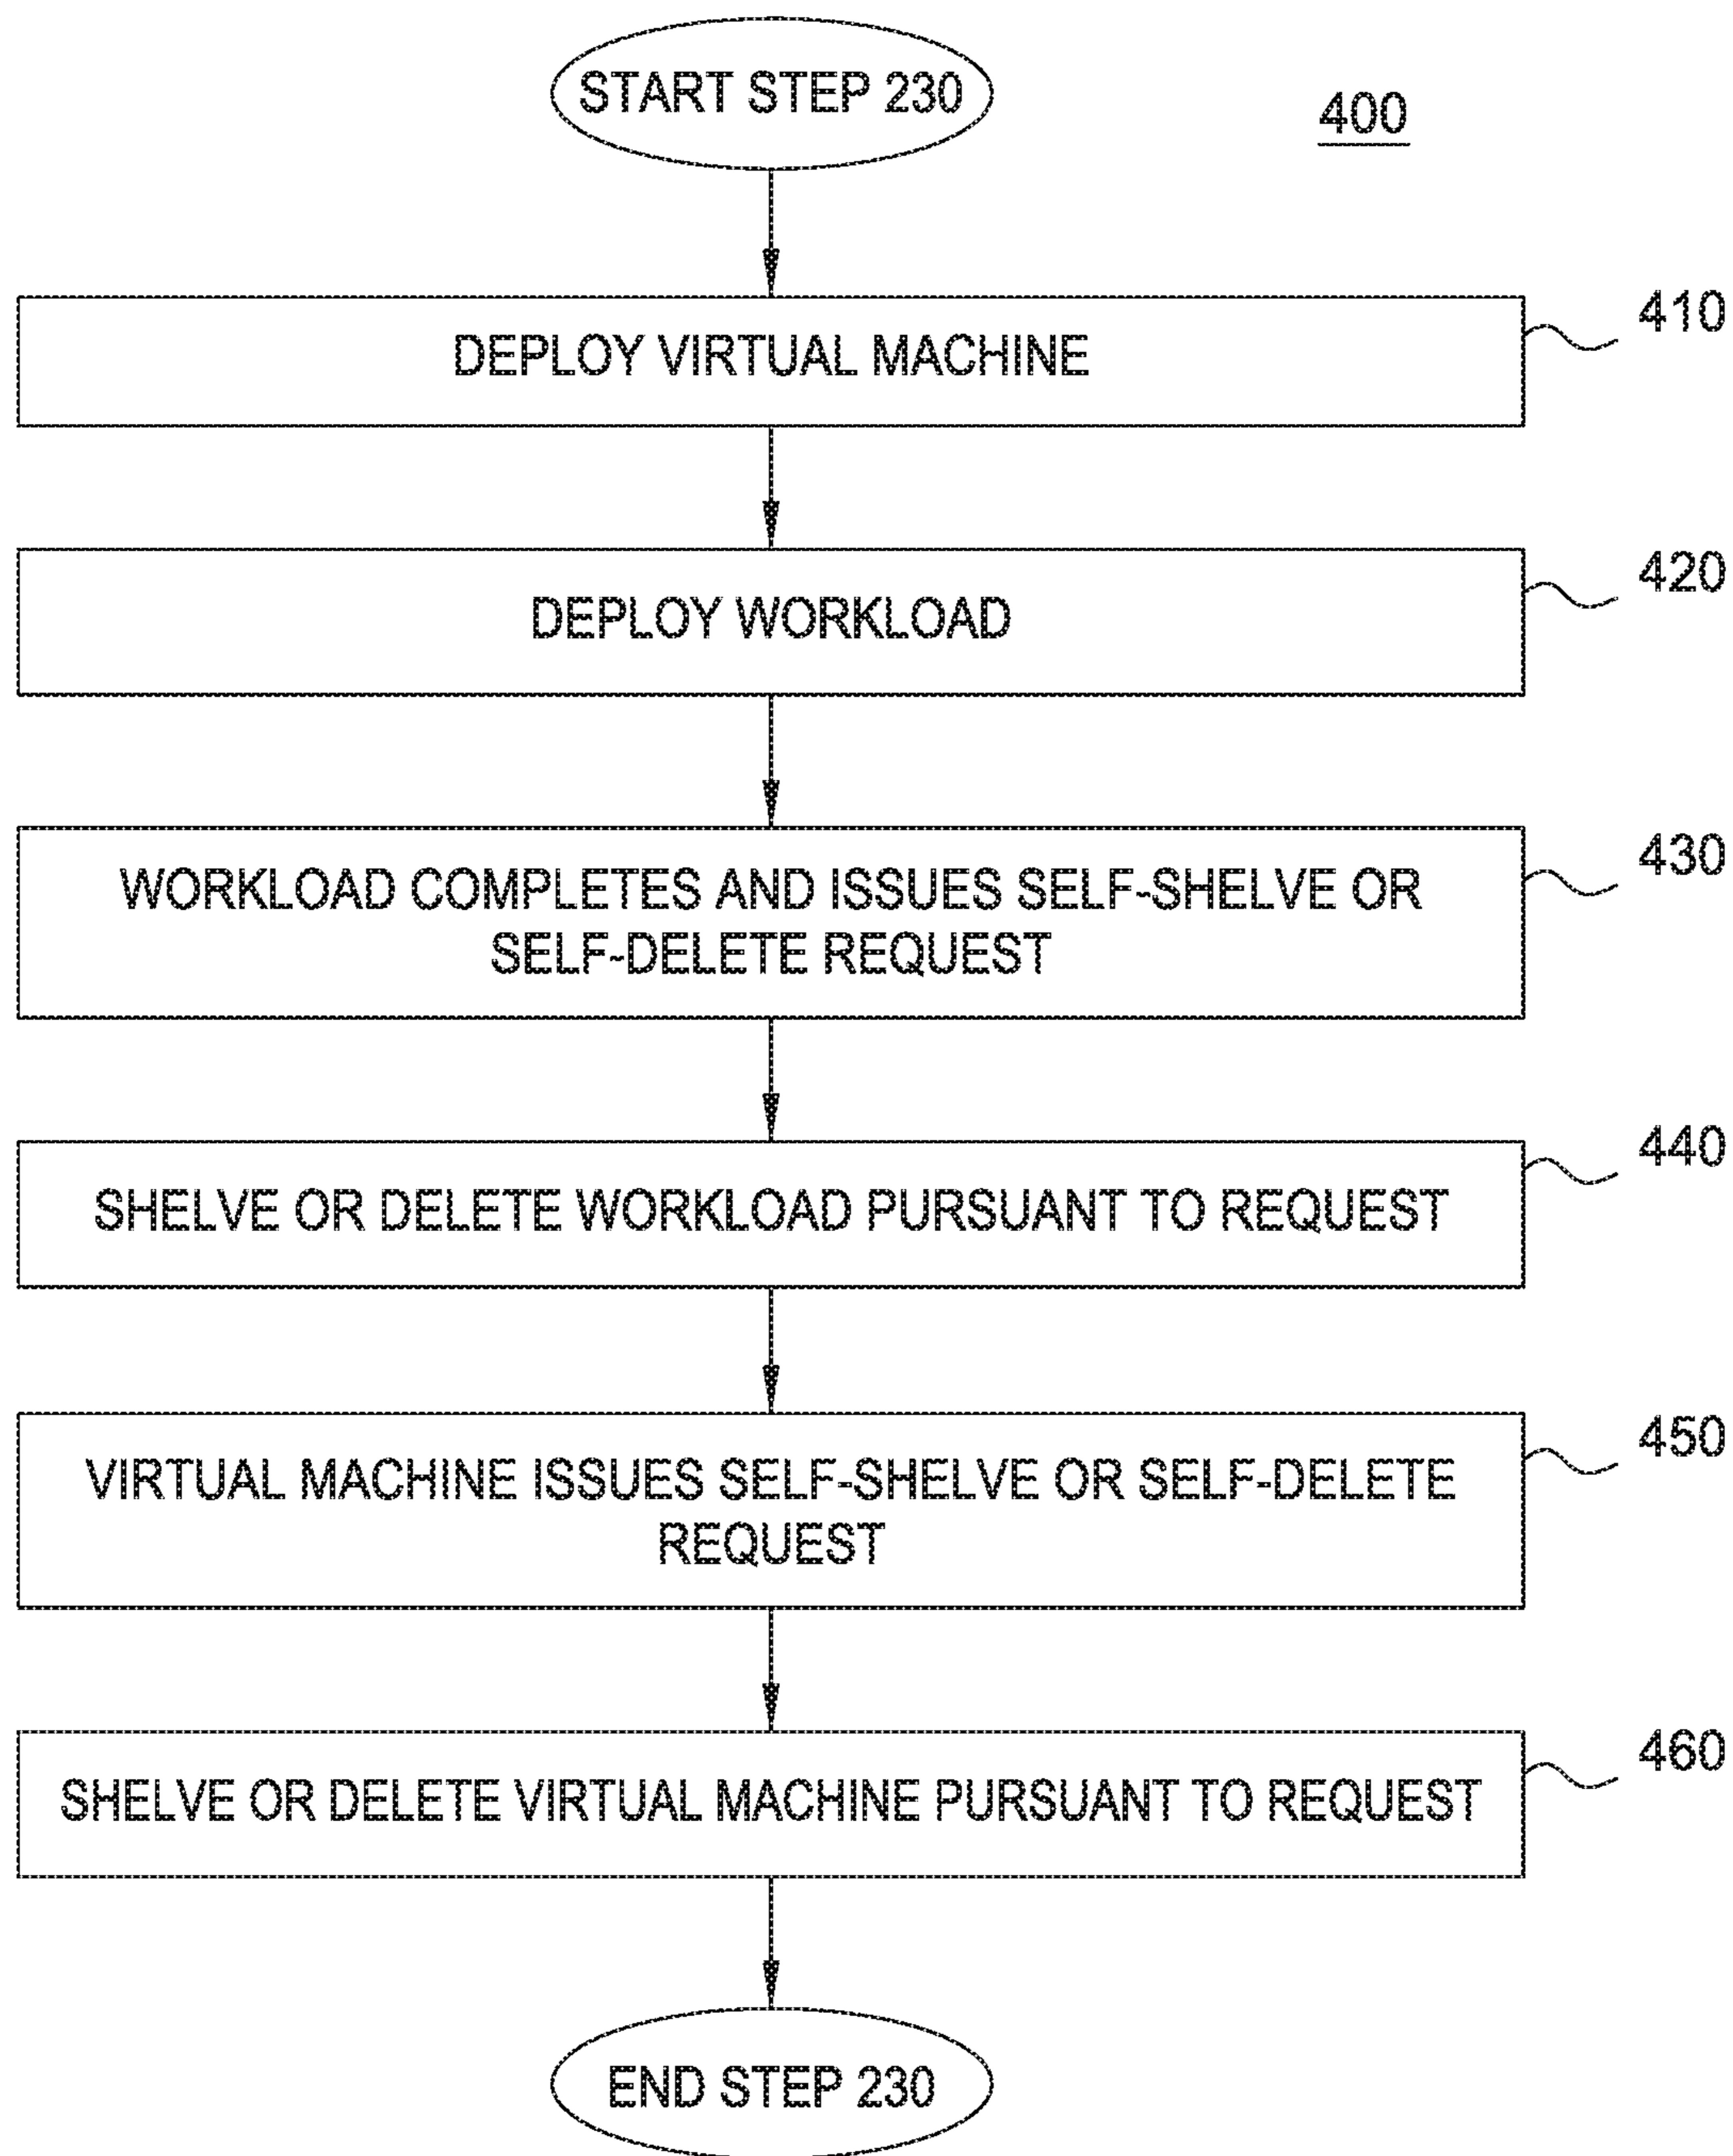 START STEP 230
400
DEPLOY VIRTUAL MACHINE
410
DEPLOY WORKLOAD
420
WORKLOAD COMPLETES AND ISSUES SELF-SHELVE OR
SELF-DELETE REQUEST
430
SHELVE OR DELETE WORKLOAD PURSUANT TO REQUEST
440
VIRTUAL MACHINE ISSUES SELF-SHELVE OR SELF-DELETE
REQUEST
450
SHELVE OR DELETE VIRTUAL MACHINE PURSUANT TO REQUEST
460
END STEP 230